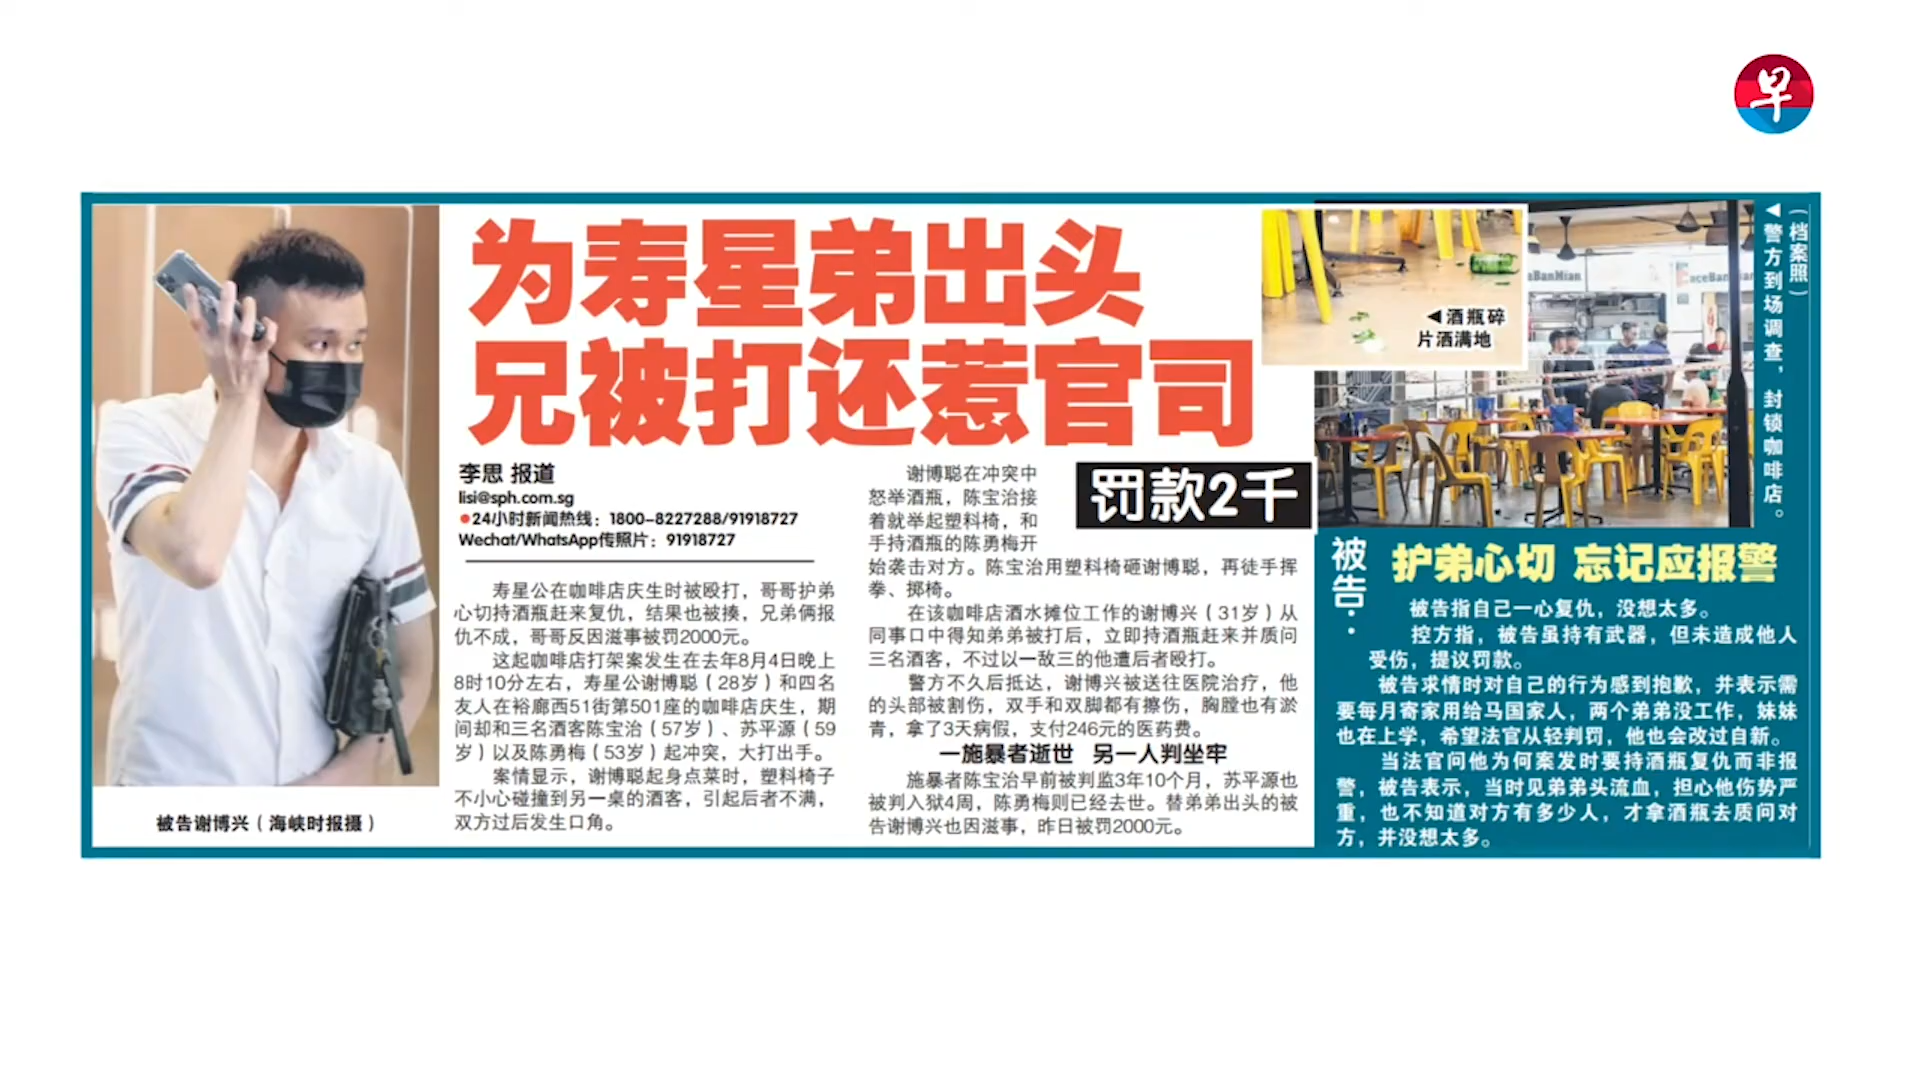 早
为寿星弟出头
兄被打还惹官司
罚款2千
李思 报道
lisi@sph.com.sg
●24小时新闻热线：1800-8227288/91918727
Wechat/WhatsApp传照片：91918727
寿星公在咖啡店庆生时被殴打，哥哥护弟
心切持酒瓶赶来复仇，结果也被揍，兄弟俩报
仇不成，哥哥反因滋事被罚2000元。
这起咖啡店打架案发生在去年8月4日晚上
8时10分左右，寿星公谢博聪（28岁）和四名
友人在裕廊西51街第501座的咖啡店庆生，期
间却和三名酒客陈宝治（57岁）、苏平源（59
岁）以及陈勇梅（53岁）起冲突，大打出手。
案情显示，谢博聪起身点菜时，塑料椅子
不小心碰撞到另一桌的酒客，引起后者不满，
双方过后发生口角。
谢博聪在冲突中
怒举酒瓶，陈宝治接
着就举起塑料椅，和
手持酒瓶的陈勇梅开
始袭击对方。陈宝治用塑料椅砸谢博聪，再徒手挥
拳、掷椅。
在该咖啡店酒水摊位工作的谢博兴（31岁）从
同事口中得知弟弟被打后，立即持酒瓶赶来并质问
三名酒客，不过以一敌三的他遭后者殴打。
警方不久后抵达，谢博兴被送往医院治疗，他
的头部被割伤，双手和双脚都有擦伤，胸膛也有淤
青，拿了3天病假，支付246元的医药费。
一施暴者逝世 另一人判坐牢
施暴者陈宝治早前被判监3年10个月，苏平源也
被判入狱4周，陈勇梅则已经去世。替弟弟出头的被
告谢博兴也因滋事，昨日被罚2000元。
被告谢博兴（海峡时报摄）
◀酒瓶碎
片洒满地
◀警方到场调查，封锁咖啡店。
（档案照）
被告：
护弟心切 忘记应报警
被告指自己一心复仇，没想太多。
控方指，被告虽持有武器，但未造成他人
受伤，提议罚款。
被告求情时对自己的行为感到抱歉，并表示需
要每月寄家用给马国家人，两个弟弟没工作，妹妹
也在上学，希望法官从轻判罚，他也会改过自新。
当法官问他为何案发时要持酒瓶复仇而非报
警，被告表示，当时见弟弟头流血，担心他伤势严
重，也不知道对方有多少人，才拿酒瓶去质问对
方，并没想太多。